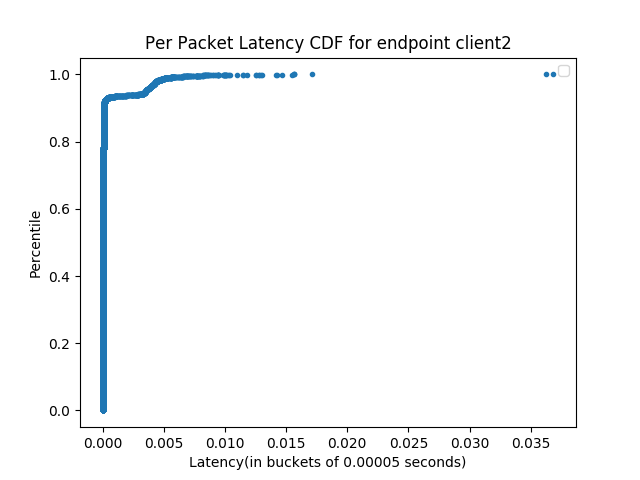 Per Packet Latency CDF for endpoint client2
1.0
0.8
0.6
0.4
0.2
0.0
Percentile
0.000 0.005 0.010 0.015 0.020 0.025 0.030 0.035
Latency(in buckets of 0.00005 seconds)